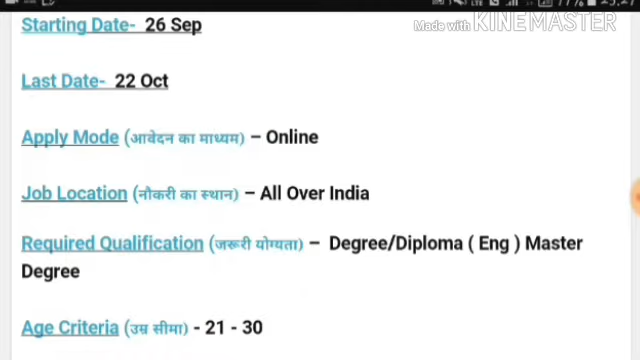 Made with KINEMASTER
Starting Date- 26 Sep
Last Date- 22 Oct
Apply Mode (आवेदन का माध्यम) – Online
Job Location (नौकरी का स्थान) – All Over India
Required Qualification (जरूरी योग्यता) – Degree/Diploma ( Eng ) Master
Degree
Age Criteria (उम्र सीमा) - 21 - 30